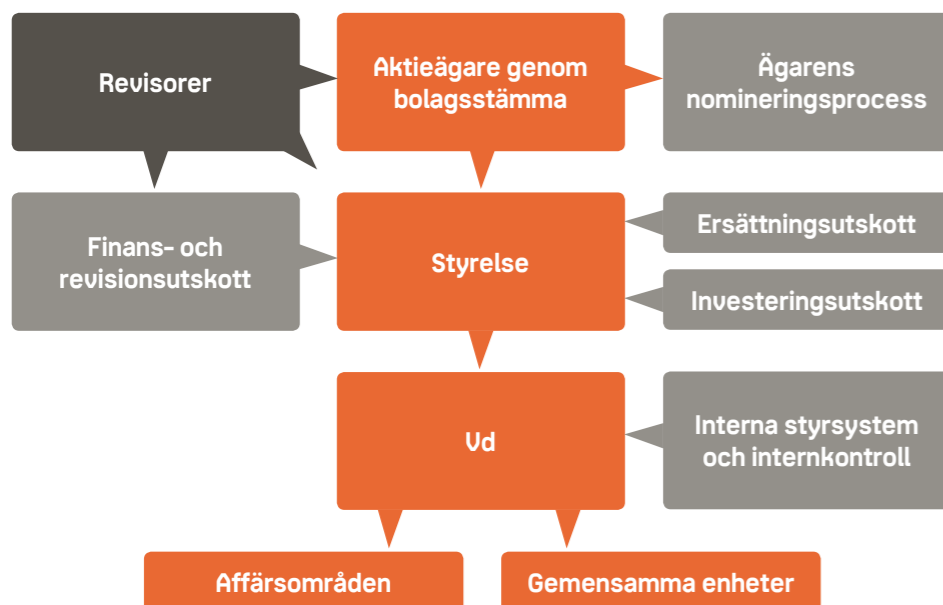 Revisorer
Aktieägare genom
bolagsstämma
Ägarens
nomineringsprocess
Finans- och
revisionsutskott
Styrelse
Ersättningsutskott
Investeringsutskott
Vd
Interna styrsystem
och internkontroll
Affärsområden
Gemensamma enheter